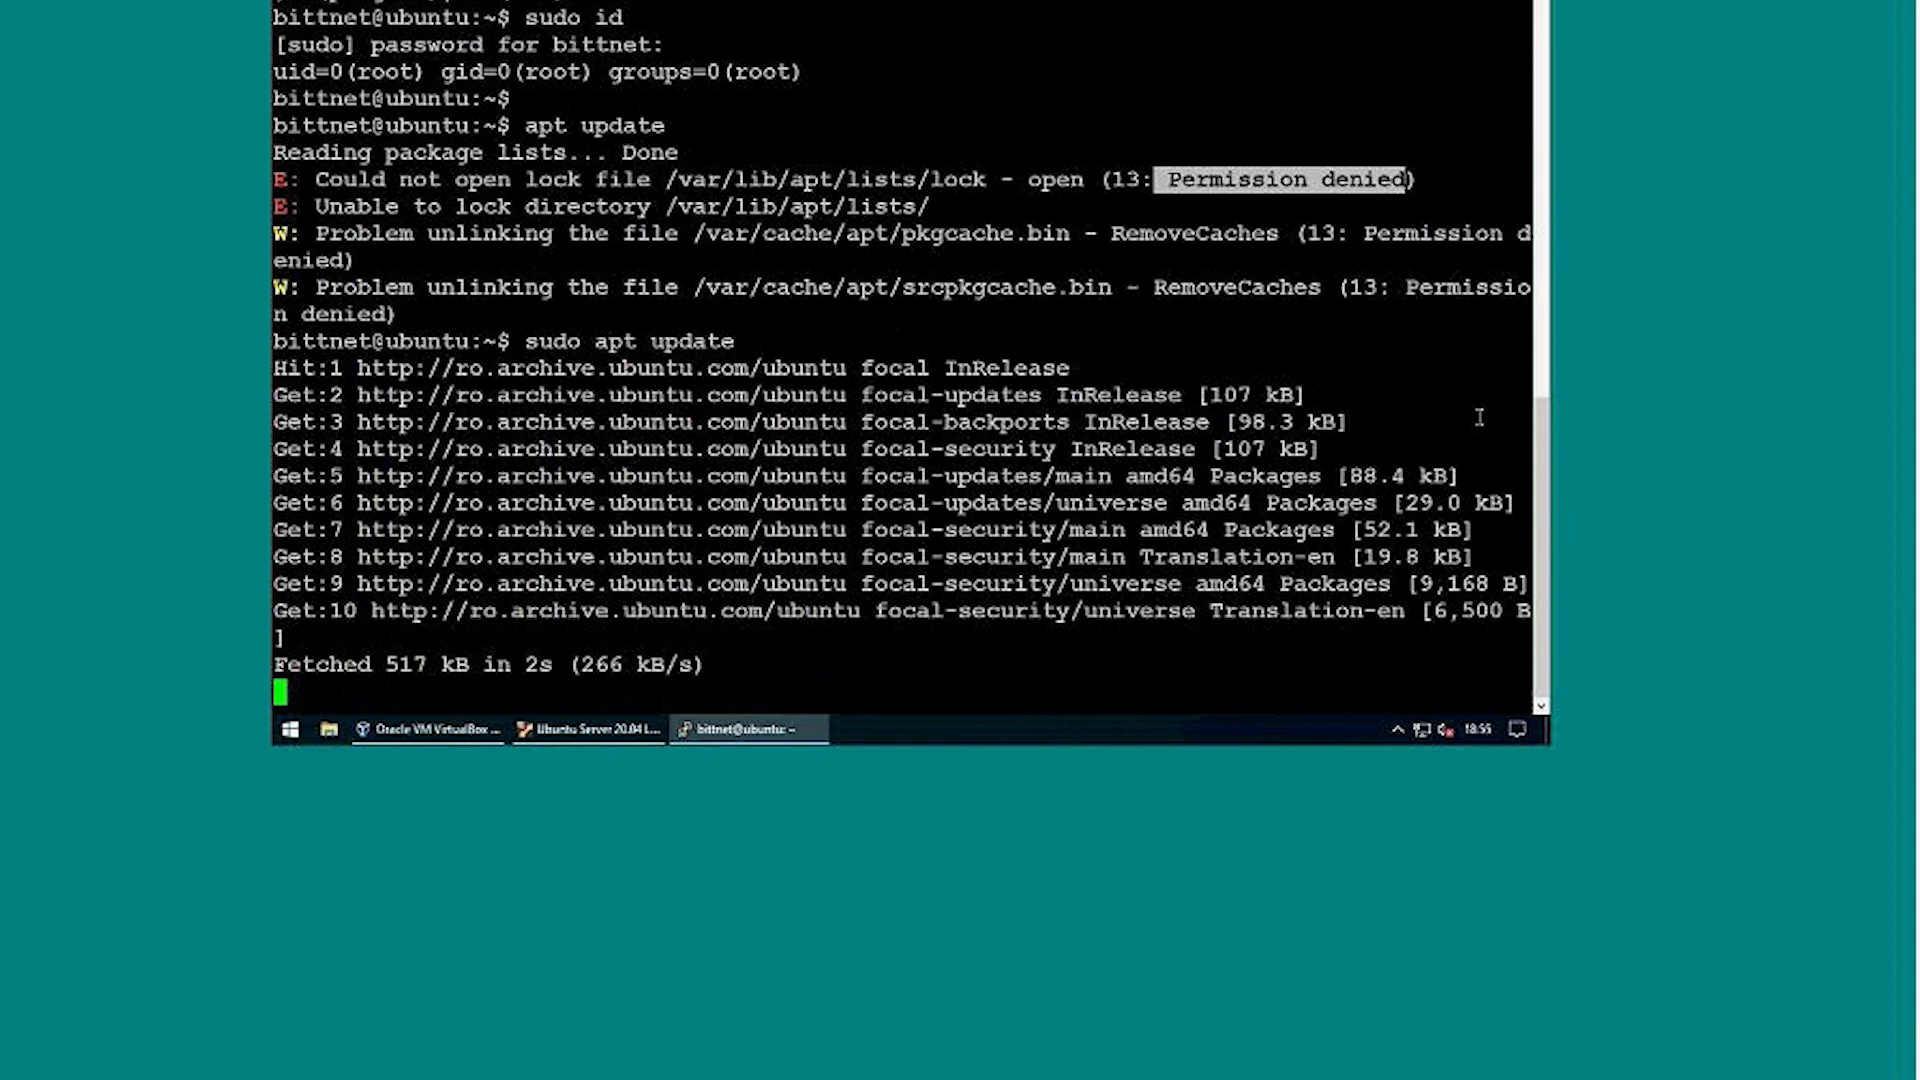 bittnet@ubuntu:~$ sudo id
[sudo] password for bittnet:
uid=0(root) gid=0(root) groups=0(root)
bittnet@ubuntu:~$
bittnet@ubuntu:~$ apt update
Reading package lists... Done
E: Could not open lock file /var/lib/apt/lists/lock - open (13: Permission denied)
E: Unable to lock directory /var/lib/apt/lists/
W: Problem unlinking the file /var/cache/apt/pkgcache.bin - RemoveCaches (13: Permission d
enied)
W: Problem unlinking the file /var/cache/apt/srcpkgcache.bin - RemoveCaches (13: Permissio
n denied)
bittnet@ubuntu:~$ sudo apt update
Hit:1 http://ro.archive.ubuntu.com/ubuntu focal InRelease
Get:2 http://ro.archive.ubuntu.com/ubuntu focal-updates InRelease [107 kB]
Get:3 http://ro.archive.ubuntu.com/ubuntu focal-backports InRelease [98.3 kB]
Get:4 http://ro.archive.ubuntu.com/ubuntu focal-security InRelease [107 kB]
Get:5 http://ro.archive.ubuntu.com/ubuntu focal-updates/main amd64 Packages [88.4 kB]
Get:6 http://ro.archive.ubuntu.com/ubuntu focal-updates/universe amd64 Packages [29.0 kB]
Get:7 http://ro.archive.ubuntu.com/ubuntu focal-security/main amd64 Packages [52.1 kB]
Get:8 http://ro.archive.ubuntu.com/ubuntu focal-security/main Translation-en [19.8 kB]
Get:9 http://ro.archive.ubuntu.com/ubuntu focal-security/universe amd64 Packages [9,168 B]
Get:10 http://ro.archive.ubuntu.com/ubuntu focal-security/universe Translation-en [6,500 B
]
Fetched 517 kB in 2s (266 kB/s)
Oracle VM VirtualBox ... Ubuntu Server 20.04 L... bittnet@ubuntu: ~ 18:55